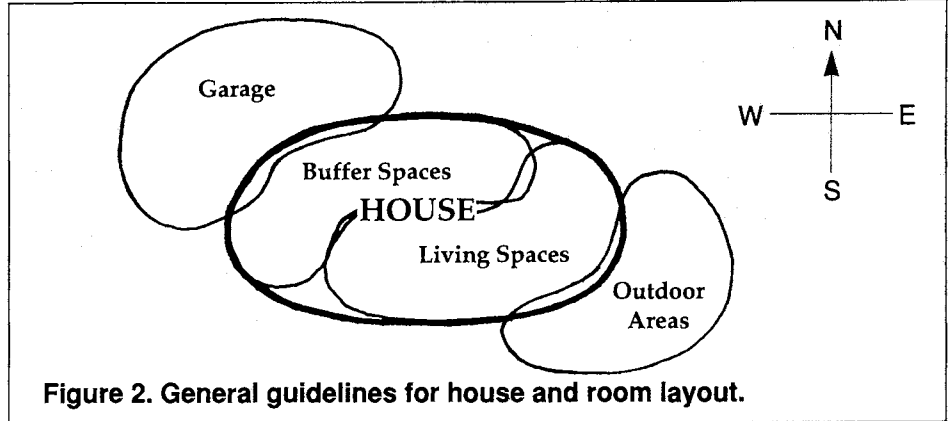 N
Garage
W
E
Buffer Spaces
S
HOUSE
Living Spaces
Outdoor
Areas
Figure 2. General guidelines for house and room layout.